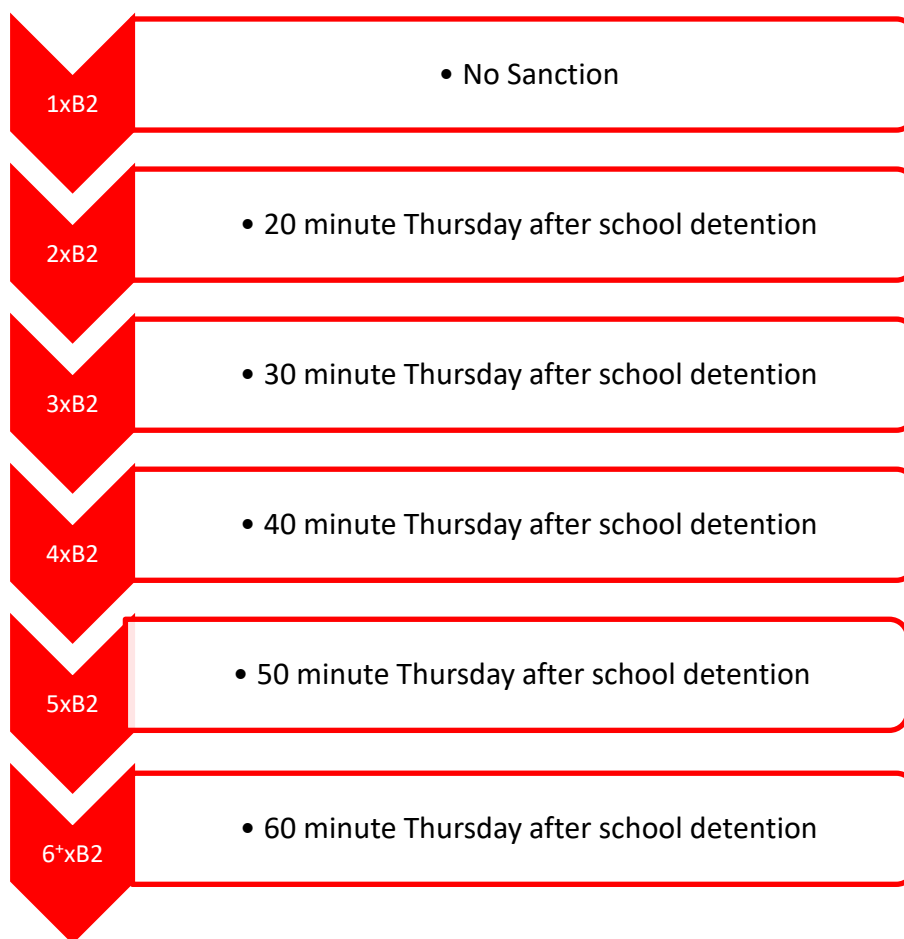 1xB2
• No Sanction
2xB2
• 20 minute Thursday after school detention
3xB2
• 30 minute Thursday after school detention
4xB2
• 40 minute Thursday after school detention
5xB2
• 50 minute Thursday after school detention
6⁺xB2
• 60 minute Thursday after school detention